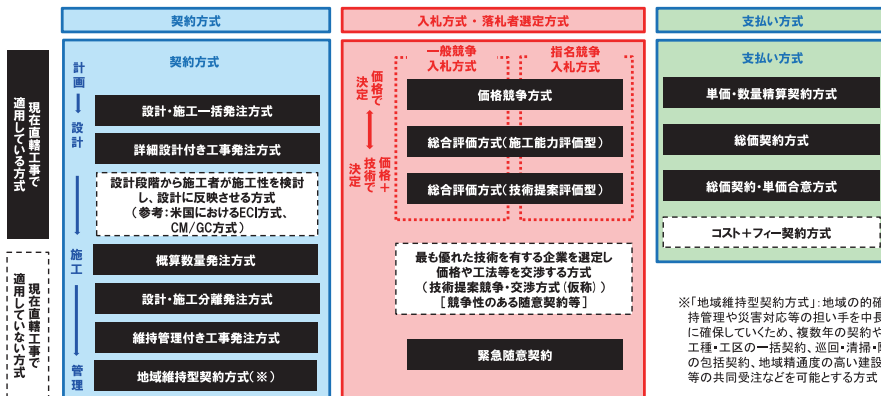 契約方式
入札方式・落札者選定方式
支払い方式
現在直轄工事で
適用している方式
現在直轄工事で
適用していない方式
計画
設計
施工
管理
契約方式
設計・施工一括発注方式
詳細設計付き工事発注方式
設計段階から施工者が施工性を検討
し、設計に反映させる方式
(参考:米国におけるECI方式、
CM/GC方式)
概算数量発注方式
設計・施工分離発注方式
維持管理付き工事発注方式
地域維持型契約方式(※)
一般競争
入札方式
指名競争
入札方式
価格で
決定
価格+
技術で
決定
価格競争方式
総合評価方式(施工能力評価型)
総合評価方式(技術提案評価型)
最も優れた技術を有する企業を選定し
価格や工法等を交渉する方式
(技術提案競争・交渉方式(仮称))
[競争性のある随意契約等]
緊急随意契約
支払い方式
単価・数量精算契約方式
総価契約方式
総価契約・単価合意方式
コスト+フィー契約方式
※「地域維持型契約方式」:地域の的確
持管理や災害対応等の担い手を中長
に確保していくため、複数年の契約や
工種・工区の一括契約、巡回・清掃・
の包括契約、地域精通度の高い建設
等の共同受注などを可能とする方式